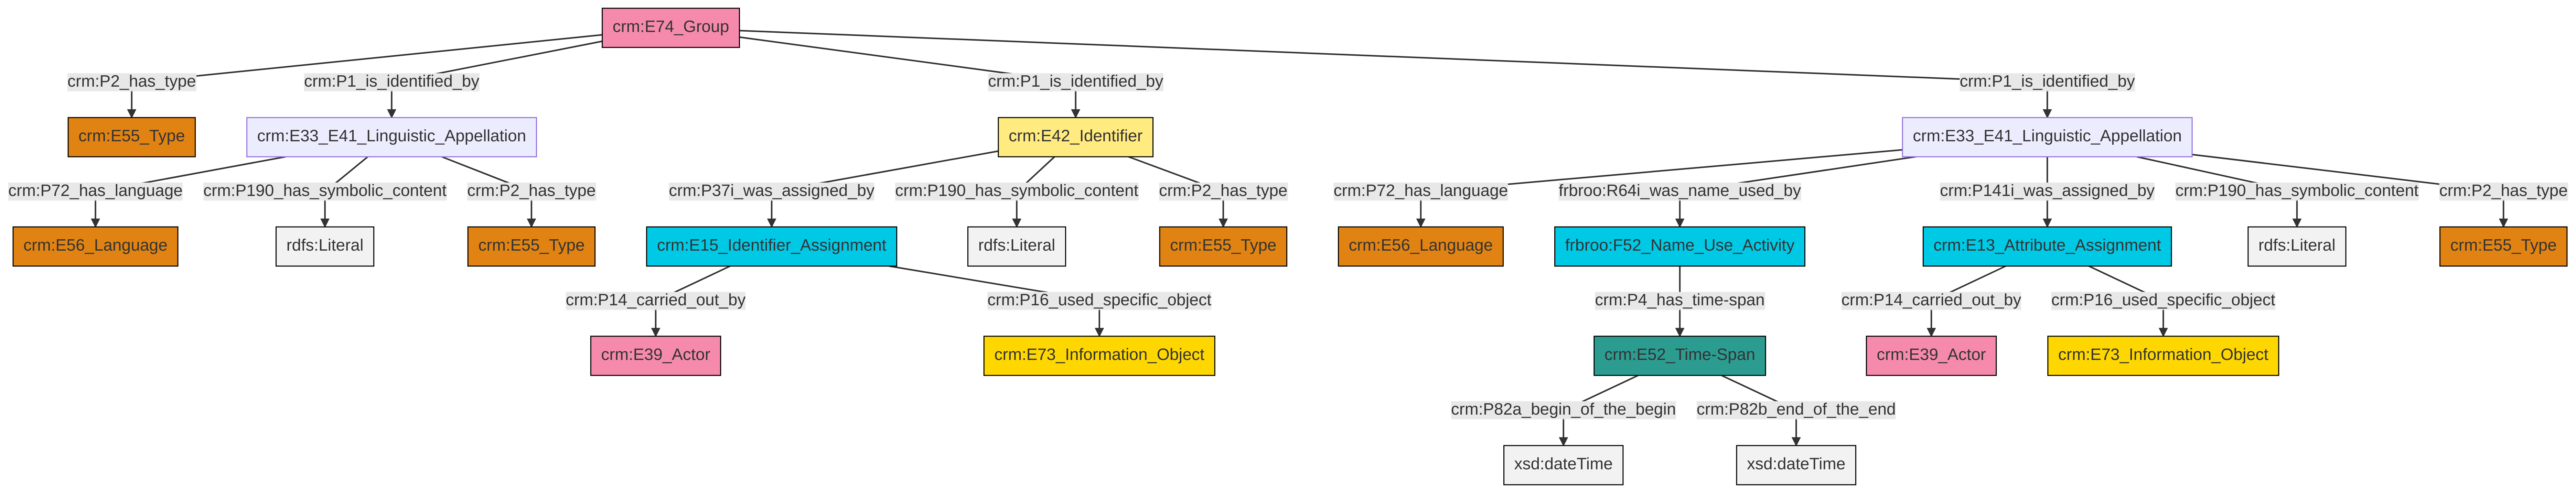 crm:E74_Group
crm:P2_has_type
crm:P1_is_identified_by
crm:P1_is_identified_by
crm:P1_is_identified_by
crm:E55_Type
crm:E33_E41_Linguistic_Appellation
crm:E42_Identifier
crm:E33_E41_Linguistic_Appellation
crm:P72_has_language
crm:P190_has_symbolic_content
crm:P2_has_type
crm:P37i_was_assigned_by
crm:P190_has_symbolic_content
crm:P2_has_type
crm:P72_has_language
frbroo:R64i_was_name_used_by
crm:P141i_was_assigned_by
crm:P190_has_symbolic_content
crm:P2_has_type
crm:E56_Language
rdfs:Literal
crm:E55_Type
crm:E15_Identifier_Assignment
rdfs:Literal
crm:E55_Type
crm:E56_Language
frbroo:F52_Name_Use_Activity
crm:E13_Attribute_Assignment
rdfs:Literal
crm:E55_Type
crm:P14_carried_out_by
crm:P16_used_specific_object
crm:P4_has_time-span
crm:P14_carried_out_by
crm:P16_used_specific_object
crm:E39_Actor
crm:E73_Information_Object
crm:E52_Time-Span
crm:E39_Actor
crm:E73_Information_Object
crm:P82a_begin_of_the_begin
crm:P82b_end_of_the_end
xsd:dateTime
xsd:dateTime